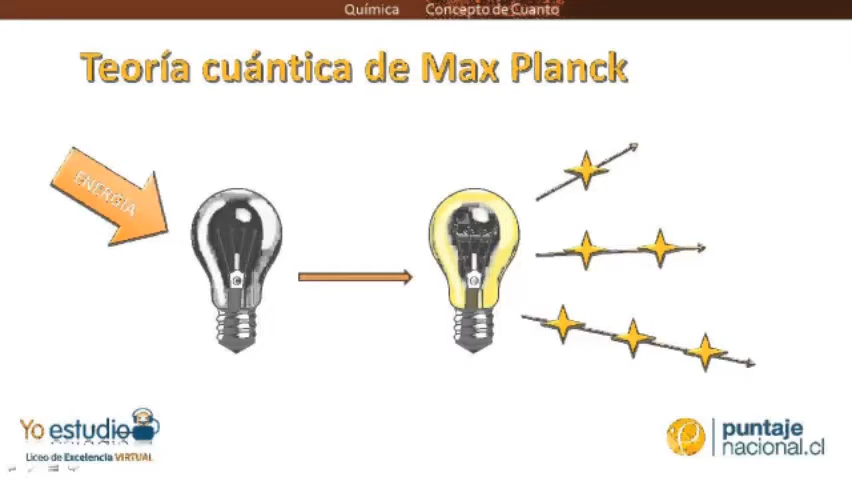 Química Concepto de Cuanto
Teoría cuántica de Max Planck
ENERGÍA
Yo estudio
Liceo de Excelencia VIRTUAL
puntaje
nacional.cl